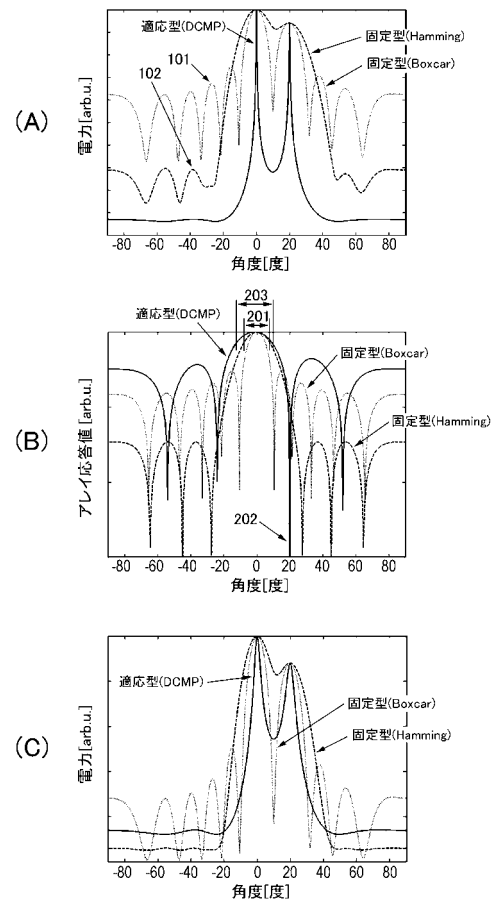 (A)
適応型(DCMP)
固定型(Hamming)
固定型(Boxcar)
101
102
電力[arb.u.]
-80 -60 -40 -20 0 20 40 60 80
角度[度]
(B)
203
201
適応型(DCMP)
固定型(Boxcar)
固定型(Hamming)
202
アレイ応答値[arb.u.]
-80 -60 -40 -20 0 20 40 60 80
角度[度]
(C)
適応型(DCMP)
固定型(Boxcar)
固定型(Hamming)
電力[arb.u.]
-80 -60 -40 -20 0 20 40 60 80
角度[度]